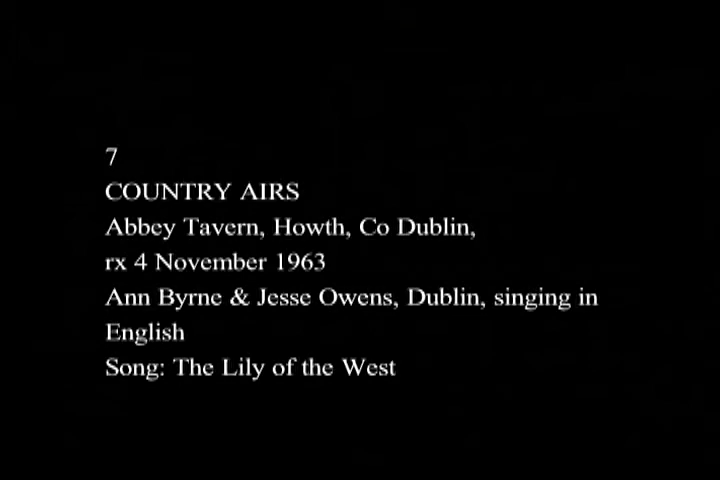 7
COUNTRY AIRS
Abbey Tavern, Howth, Co Dublin,
rx 4 November 1963
Ann Byrne & Jesse Owens, Dublin, singing in
English
Song: The Lily of the West